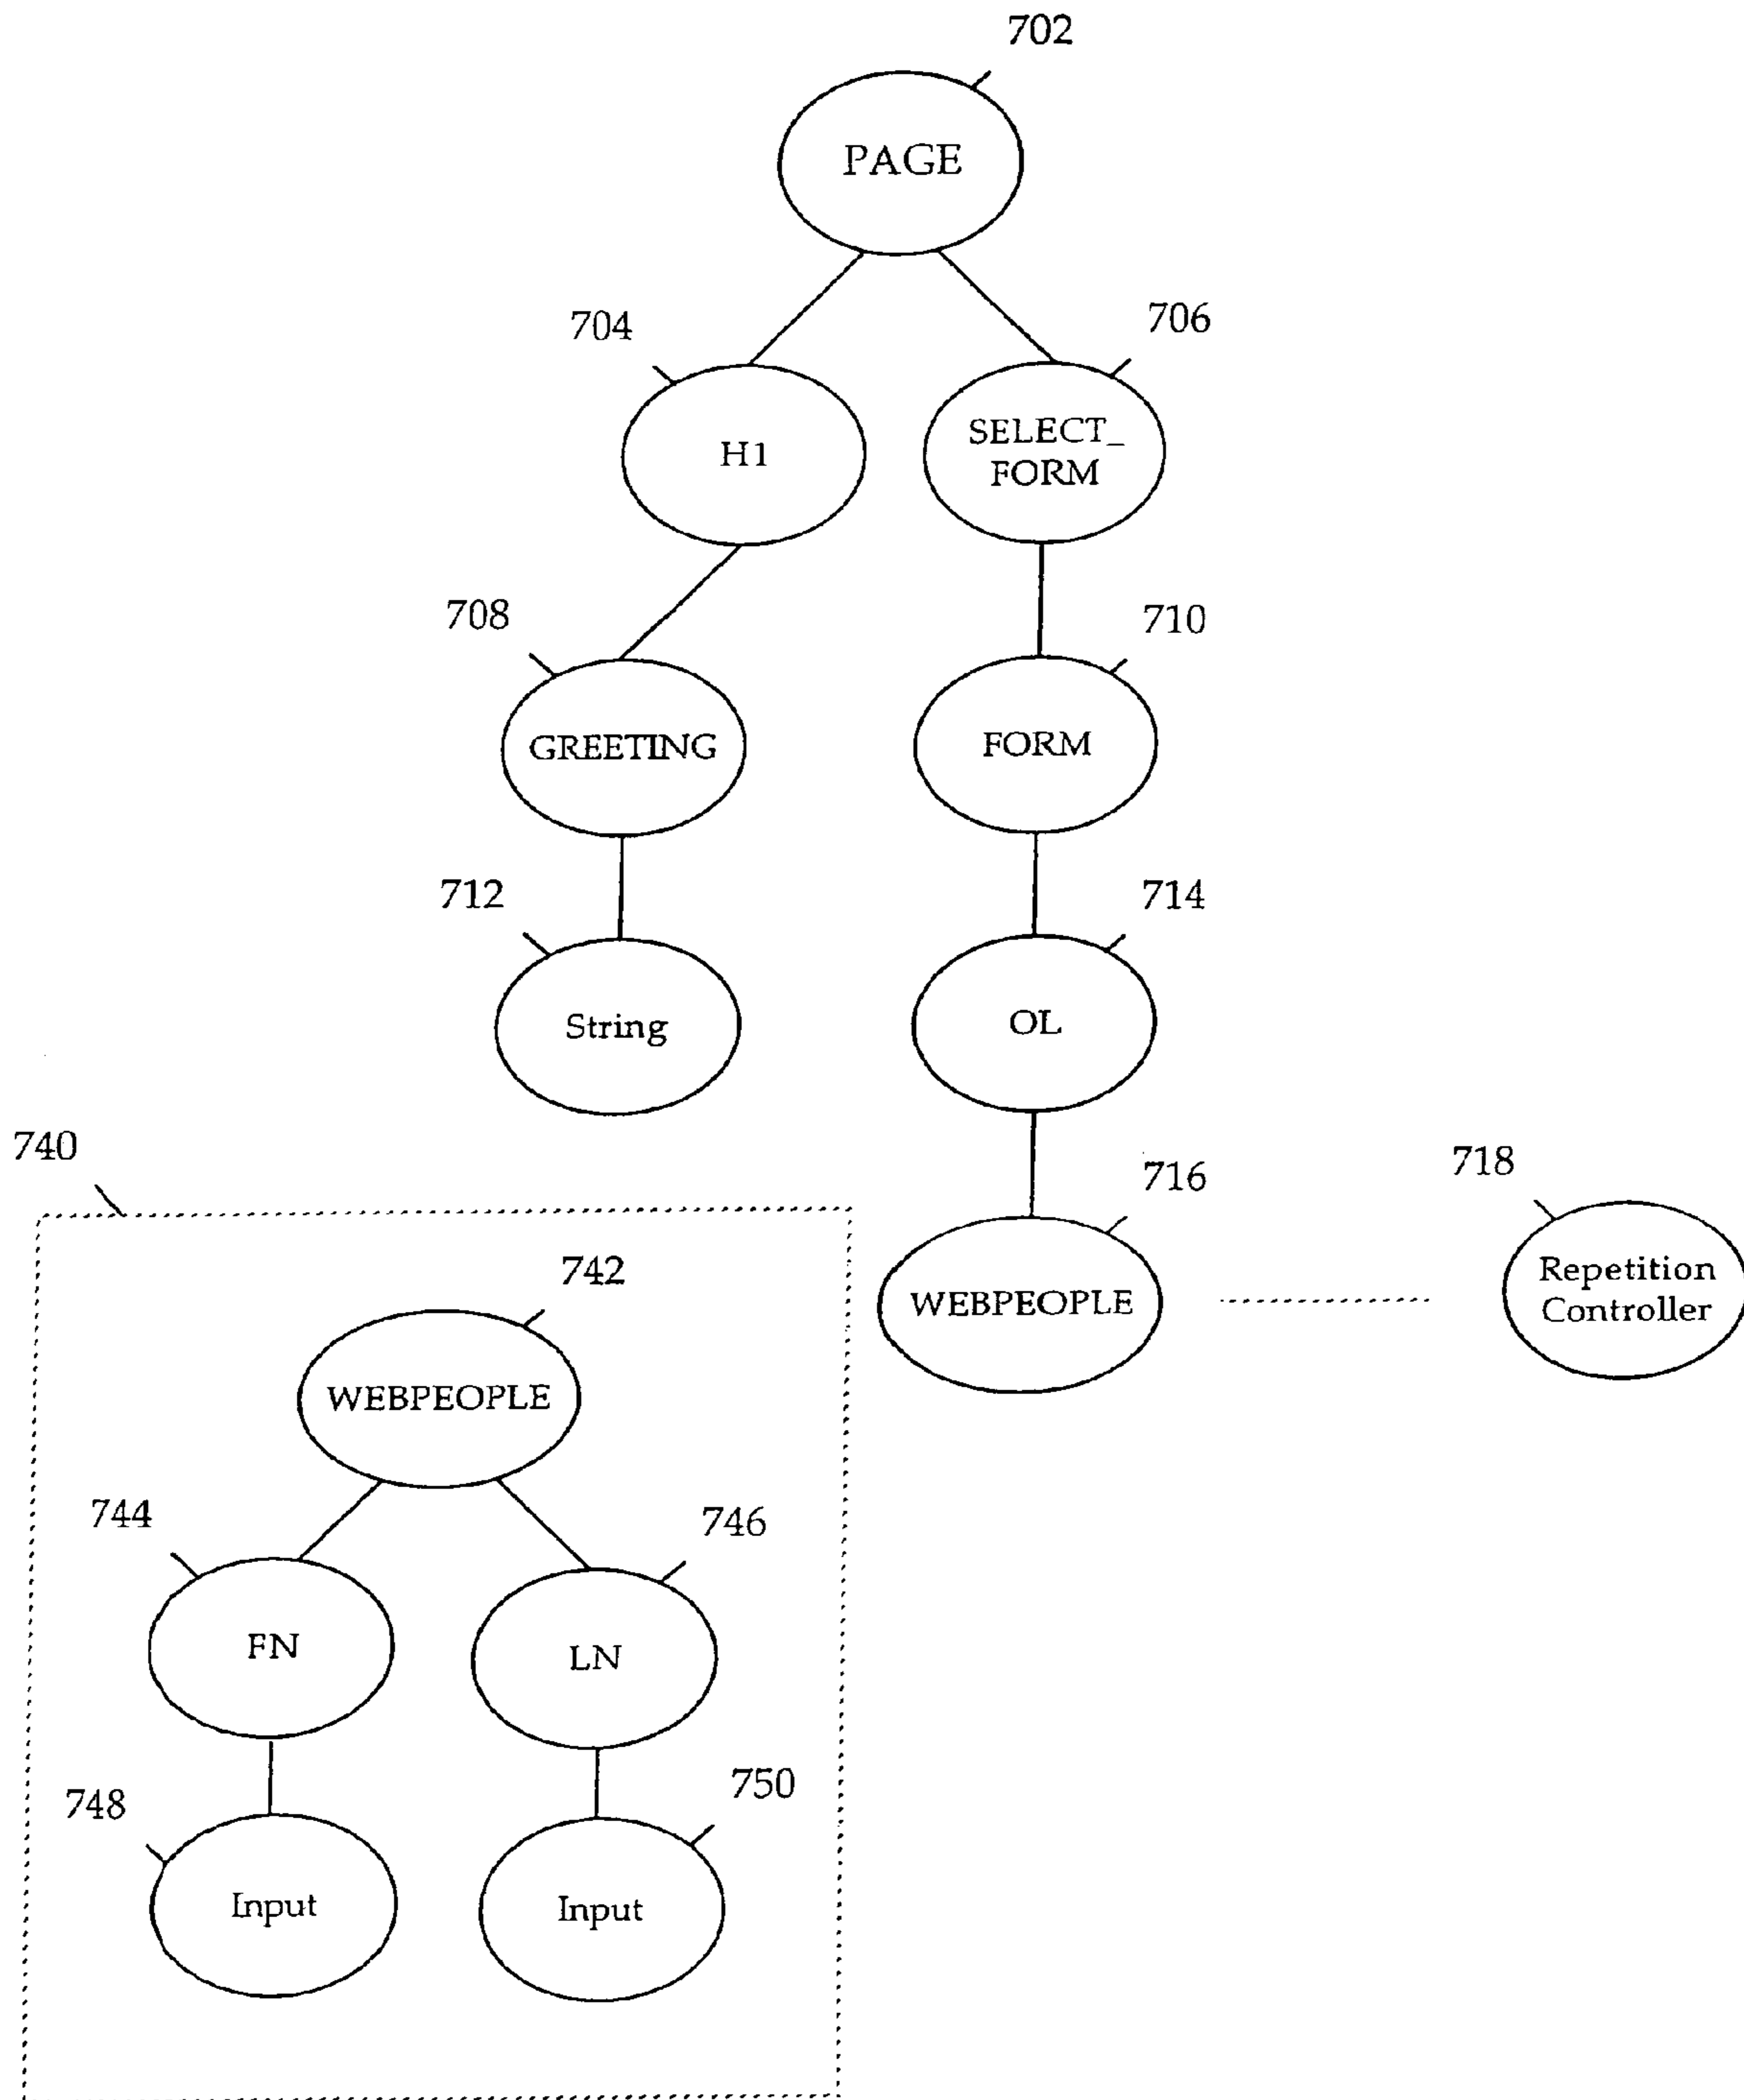 702
PAGE
704
706
H1
SELECT_
FORM
708
710
GREETING
FORM
712
714
String
OL
740
716
718
742
WEBPEOPLE
Repetition
Controller
WEBPEOPLE
744
746
FN
LN
748
750
Input
Input